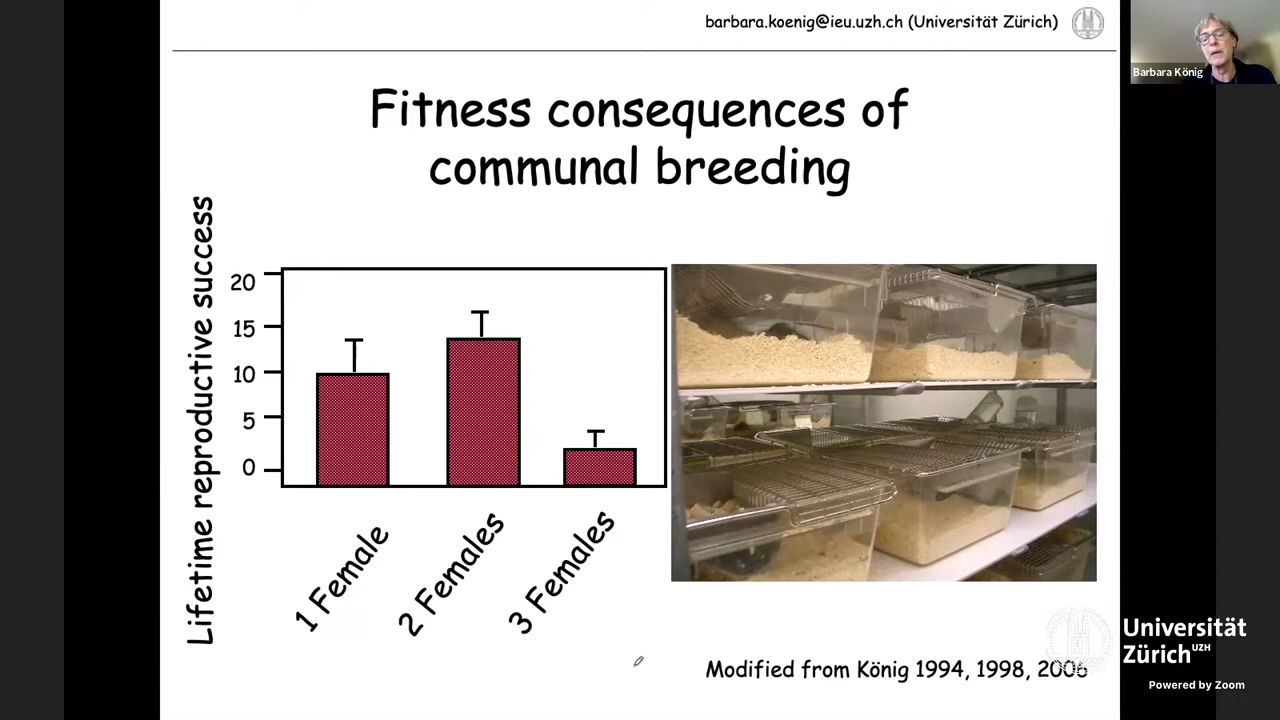 barbara.koenig@ieu.uzh.ch (Universität Zürich)
Barbara König
Fitness consequences of
communal breeding
Lifetime reproductive success
20
15
10
5
0
1 Female
2 Females
3 Females
Modified from König 1994, 1998, 2006
Universität
Zürich UZH
Powered by Zoom